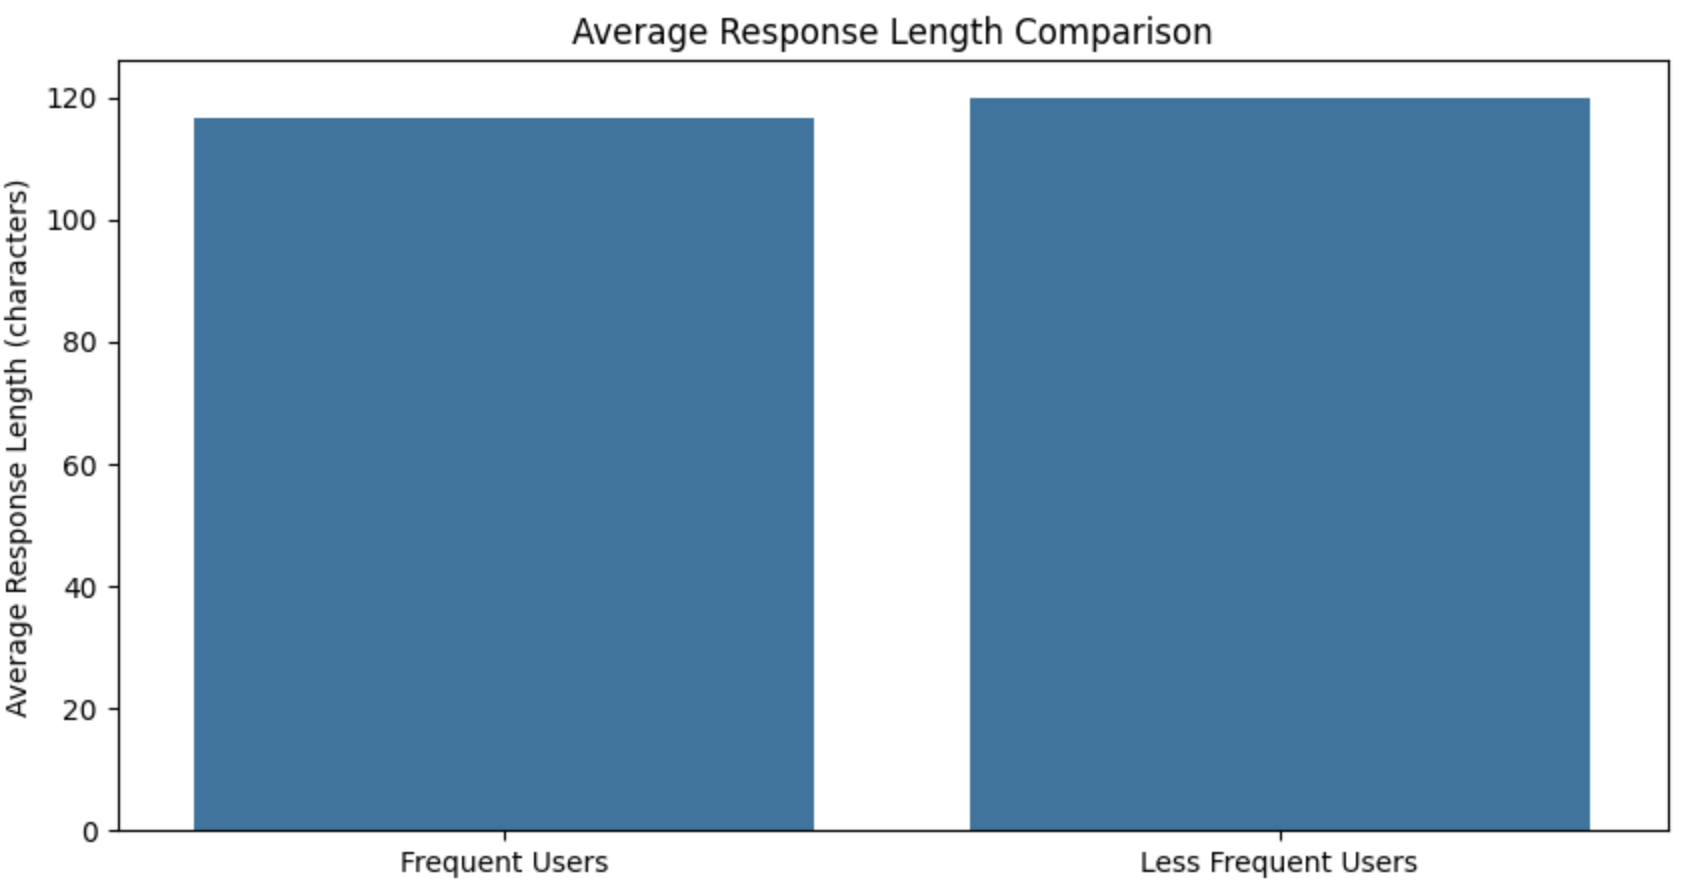 Average Response Length Comparison
Average Response Length (characters)
120
100
80
60
40
20
0
Frequent Users
Less Frequent Users